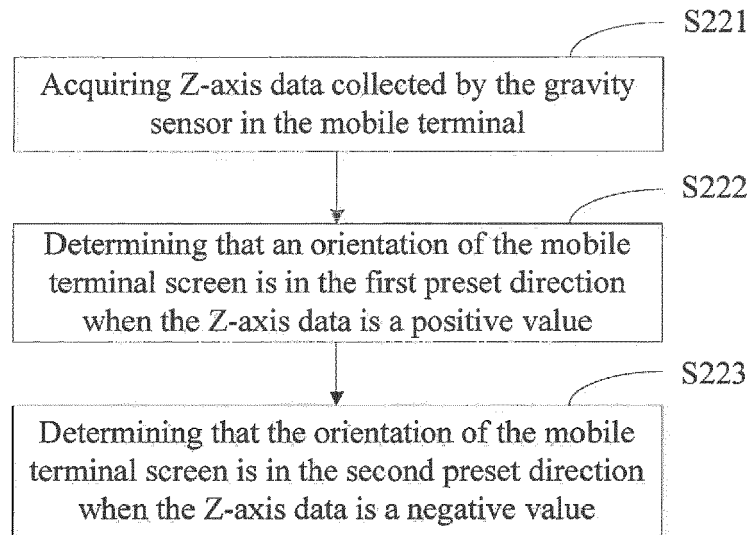 S221
Acquiring Z-axis data collected by the gravity
sensor in the mobile terminal
S222
Determining that an orientation of the mobile
terminal screen is in the first preset direction
when the Z-axis data is a positive value
S223
Determining that the orientation of the mobile
terminal screen is in the second preset direction
when the Z-axis data is a negative value